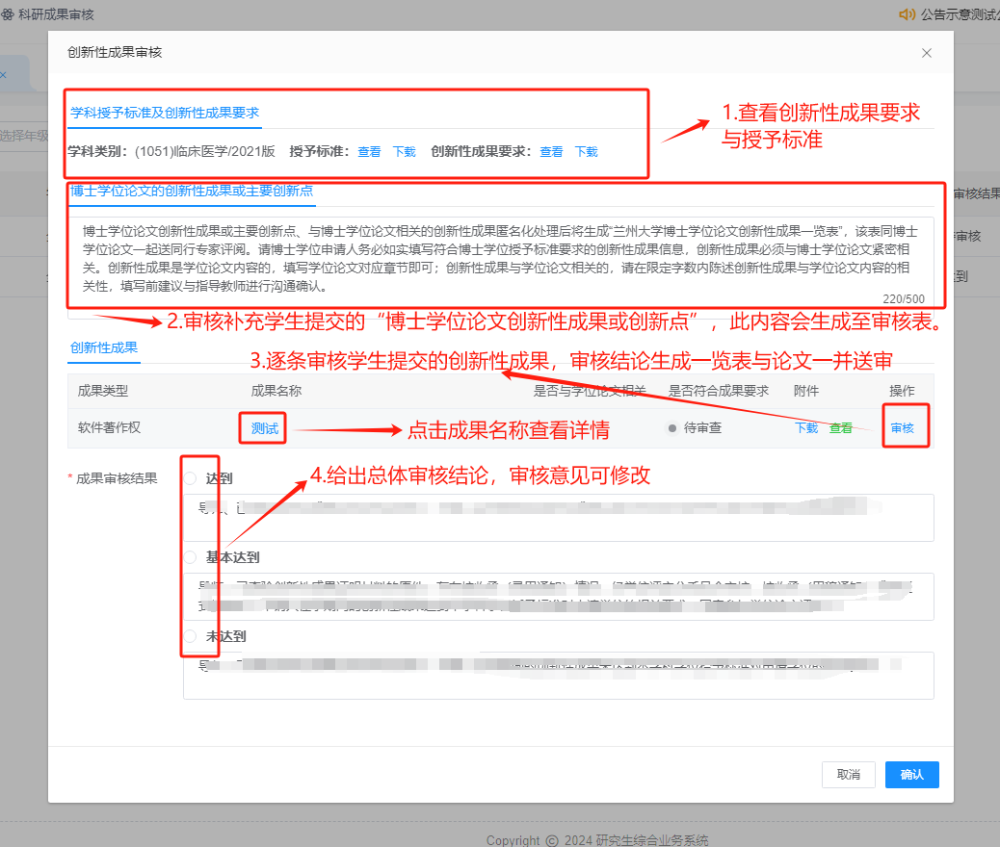 科研成果审核
公告示意测试
创新性成果审核
选择年级
学科授予标准及创新性成果要求
学科类别：(1051)临床医学/2021版 授予标准：查看 下载 创新性成果要求：查看 下载
1.查看创新性成果要求
与授予标准
审核结果
博士学位论文的创新性成果或主要创新点
博士学位论文创新性成果或主要创新点、与博士学位论文相关的创新性成果匿名化处理后将生成“兰州大学博士学位论文创新性成果一览表”，该表同博士
学位论文一起送同行专家评阅。请博士学位申请人务必如实填写符合博士学位授予标准要求的创新性成果信息，创新性成果必须与博士学位论文紧密相
关。创新性成果是学位论文内容的，填写学位论文对应章节即可；创新性成果与学位论文相关的，请在限定字数内陈述创新性成果与学位论文内容的相
关性，填写前建议与指导教师进行沟通确认。
220/500
审核
到
2.审核补充学生提交的“博士学位论文创新性成果或创新点”，此内容会生成至审核表。
创新性成果
3.逐条审核学生提交的创新性成果，审核结论生成一览表与论文一并送审
成果类型 成果名称 是否与学位论文相关 是否符合成果要求 附件 操作
软件著作权 测试 点击成果名称查看详情 待审查 下载 查看 审核
* 成果审核结果 达到
4.给出总体审核结论，审核意见可修改
基本达到
未达到
取消 确认
Copyright © 2024 研究生综合业务系统